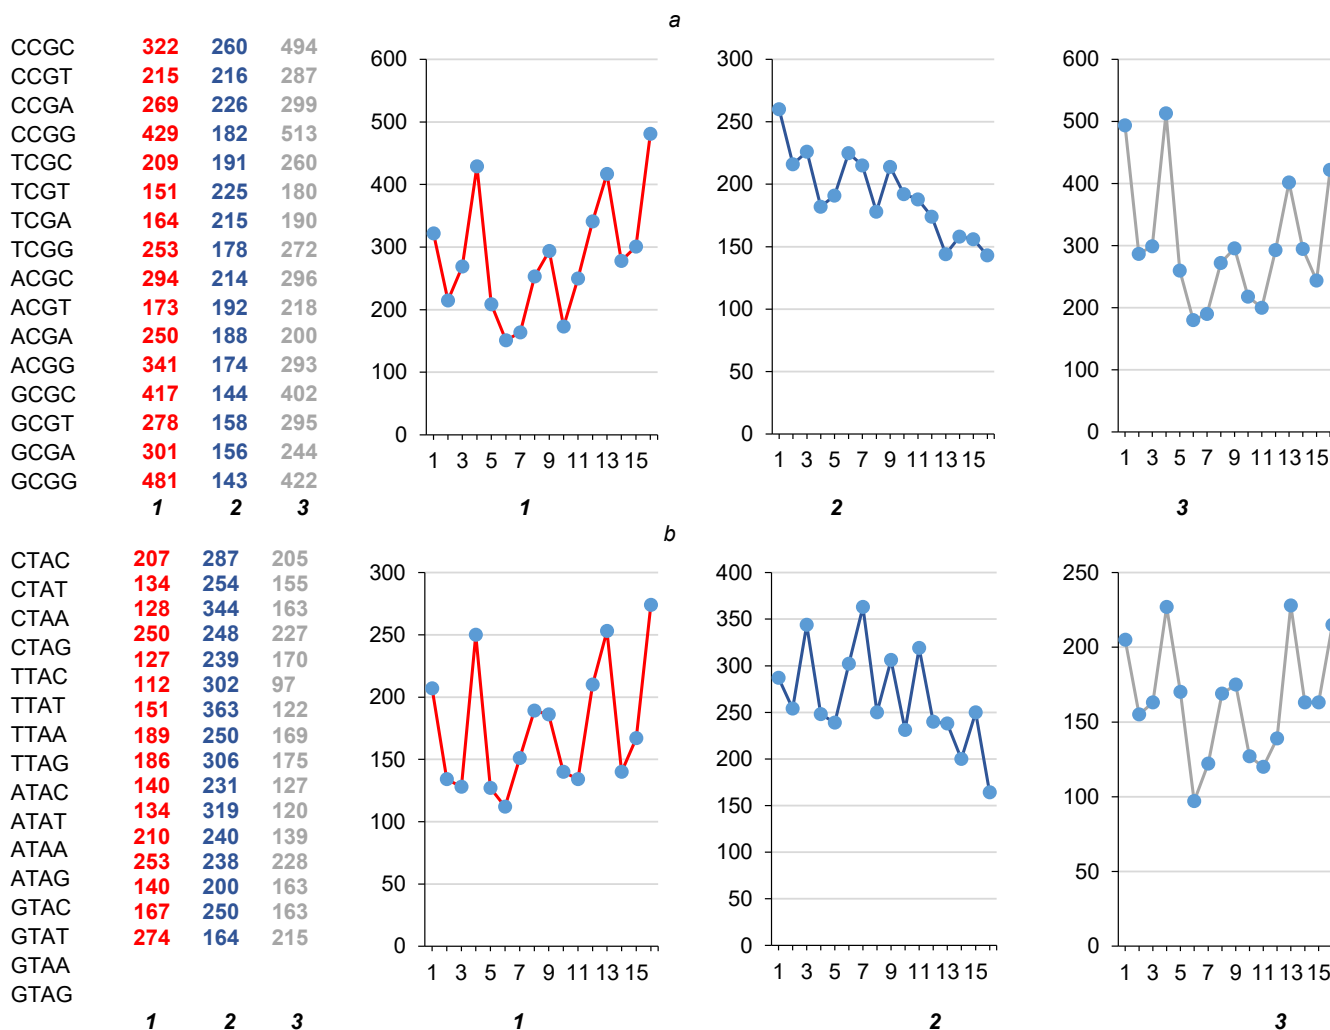 a
CCGC 322 260 494
CCGT 215 216 287
CCGA 269 226 299
CCGG 429 182 513
TCGC 209 191 260
TCGT 151 225 180
TCGA 164 215 190
TCGG 253 178 272
ACGC 294 214 296
ACGT 173 192 218
ACGA 250 188 200
ACGG 341 174 293
GCGC 417 144 402
GCGT 278 158 295
GCGA 301 156 244
GCGG 481 143 422
1 2 3
600
500
400
300
200
100
0
1 3 5 7 9 11 13 15
1
300
250
200
150
100
50
0
1 3 5 7 9 11 13 15
2
600
500
400
300
200
100
0
1 3 5 7 9 11 13 15
3
b
CTAC
CTAT
CTAA
CTAG
TTAC
TTAT
TTAA
TTAG
ATAC
ATAT
ATAA
ATAG
GTAC
GTAT
GTAA
GTAG
207 287 205
134 254 155
128 344 163
250 248 227
127 239 170
112 302 97
151 363 122
189 250 169
186 306 175
140 231 127
134 319 120
210 240 139
253 238 228
140 200 163
167 250 163
274 164 215
1 2 3
300
250
200
150
100
50
0
1 3 5 7 9 11 13 15
1
400
350
300
250
200
150
100
50
0
1 3 5 7 9 11 13 15
2
250
200
150
100
50
0
1 3 5 7 9 11 13 15
3